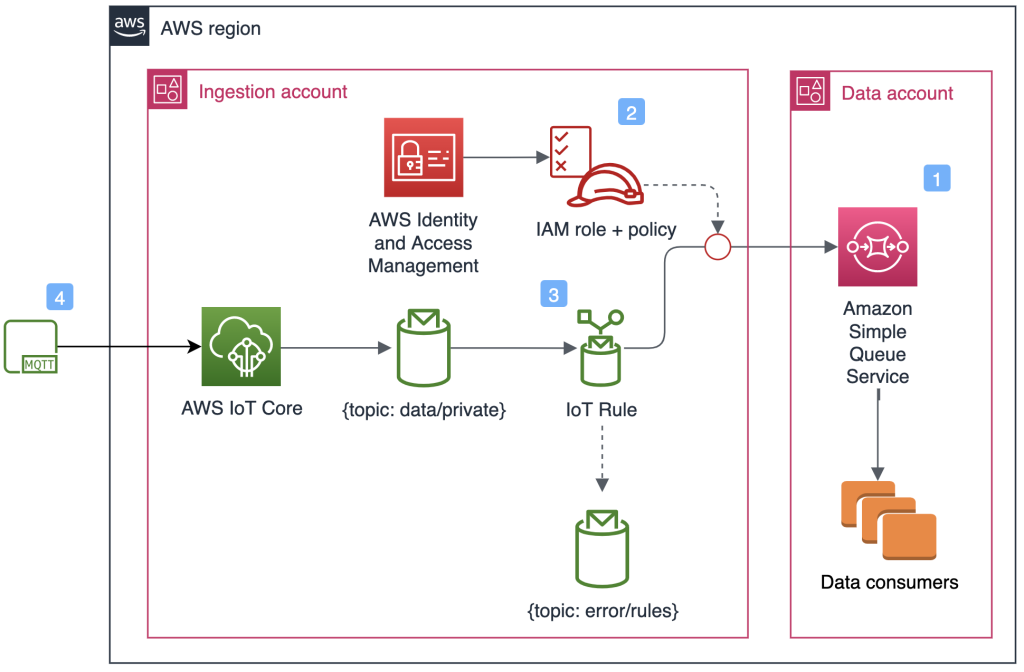 aws
AWS region
Ingestion account
Data account
2
1
AWS Identity
and Access
Management
IAM role + policy
4
3
MQTT
Amazon
Simple
Queue
Service
AWS IoT Core
{topic: data/private}
IoT Rule
Data consumers
{topic: error/rules}